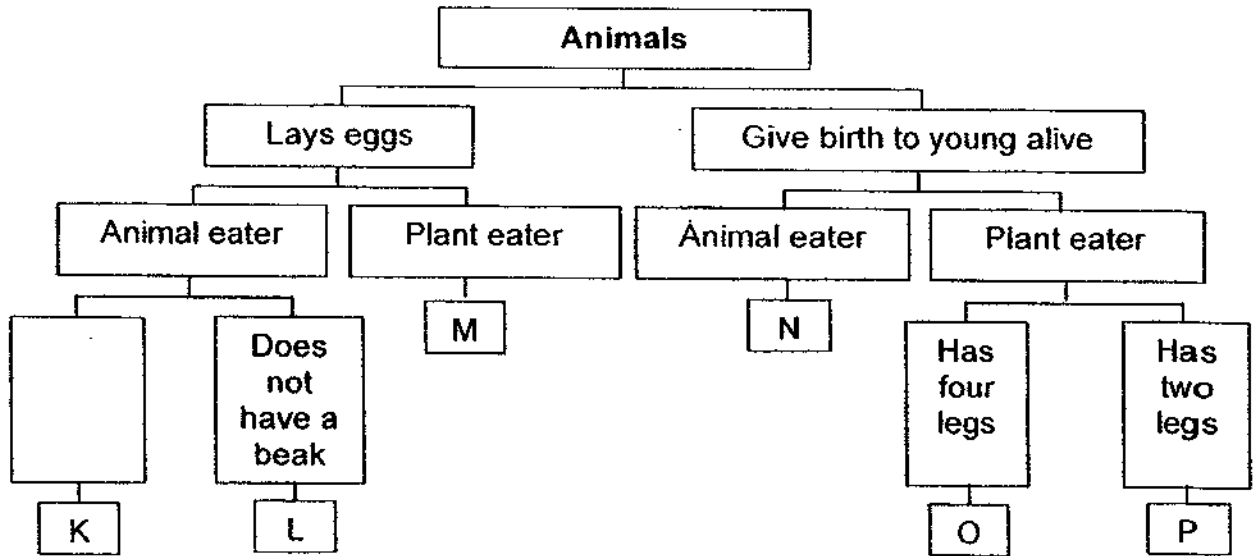 Animals
Lays eggs
Give birth to young alive
Animal eater
Plant eater
Animal eater
Plant eater
M
N
Does
not
have a
beak
Has
four
legs
Has
two
legs
K
L
O
P